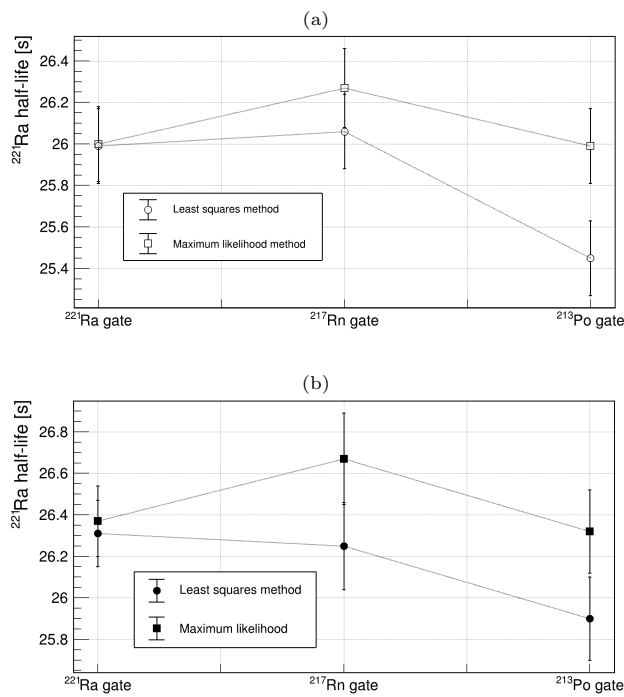 (a)
²²¹Ra half-life [s]
26.4
26.2
26
25.8
25.6
25.4
Least squares method
Maximum likelihood method
²²¹Ra gate
²¹⁷Rn gate
²¹³Po gate
(b)
²²¹Ra half-life [s]
26.8
26.6
26.4
26.2
26
25.8
Least squares method
Maximum likelihood
²²¹Ra gate
²¹⁷Rn gate
²¹³Po gate